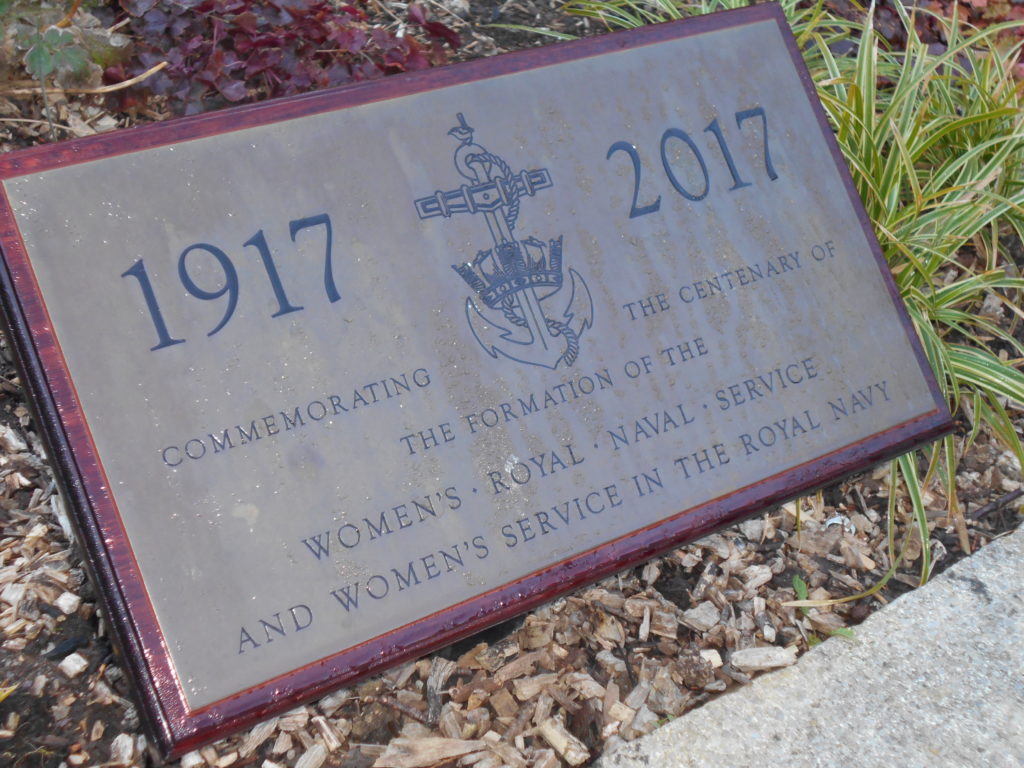 1917 2017
COMMEMORATING THE CENTENARY OF
THE FORMATION OF THE
WOMEN'S · ROYAL · NAVAL · SERVICE
AND WOMEN'S SERVICE IN THE ROYAL NAVY